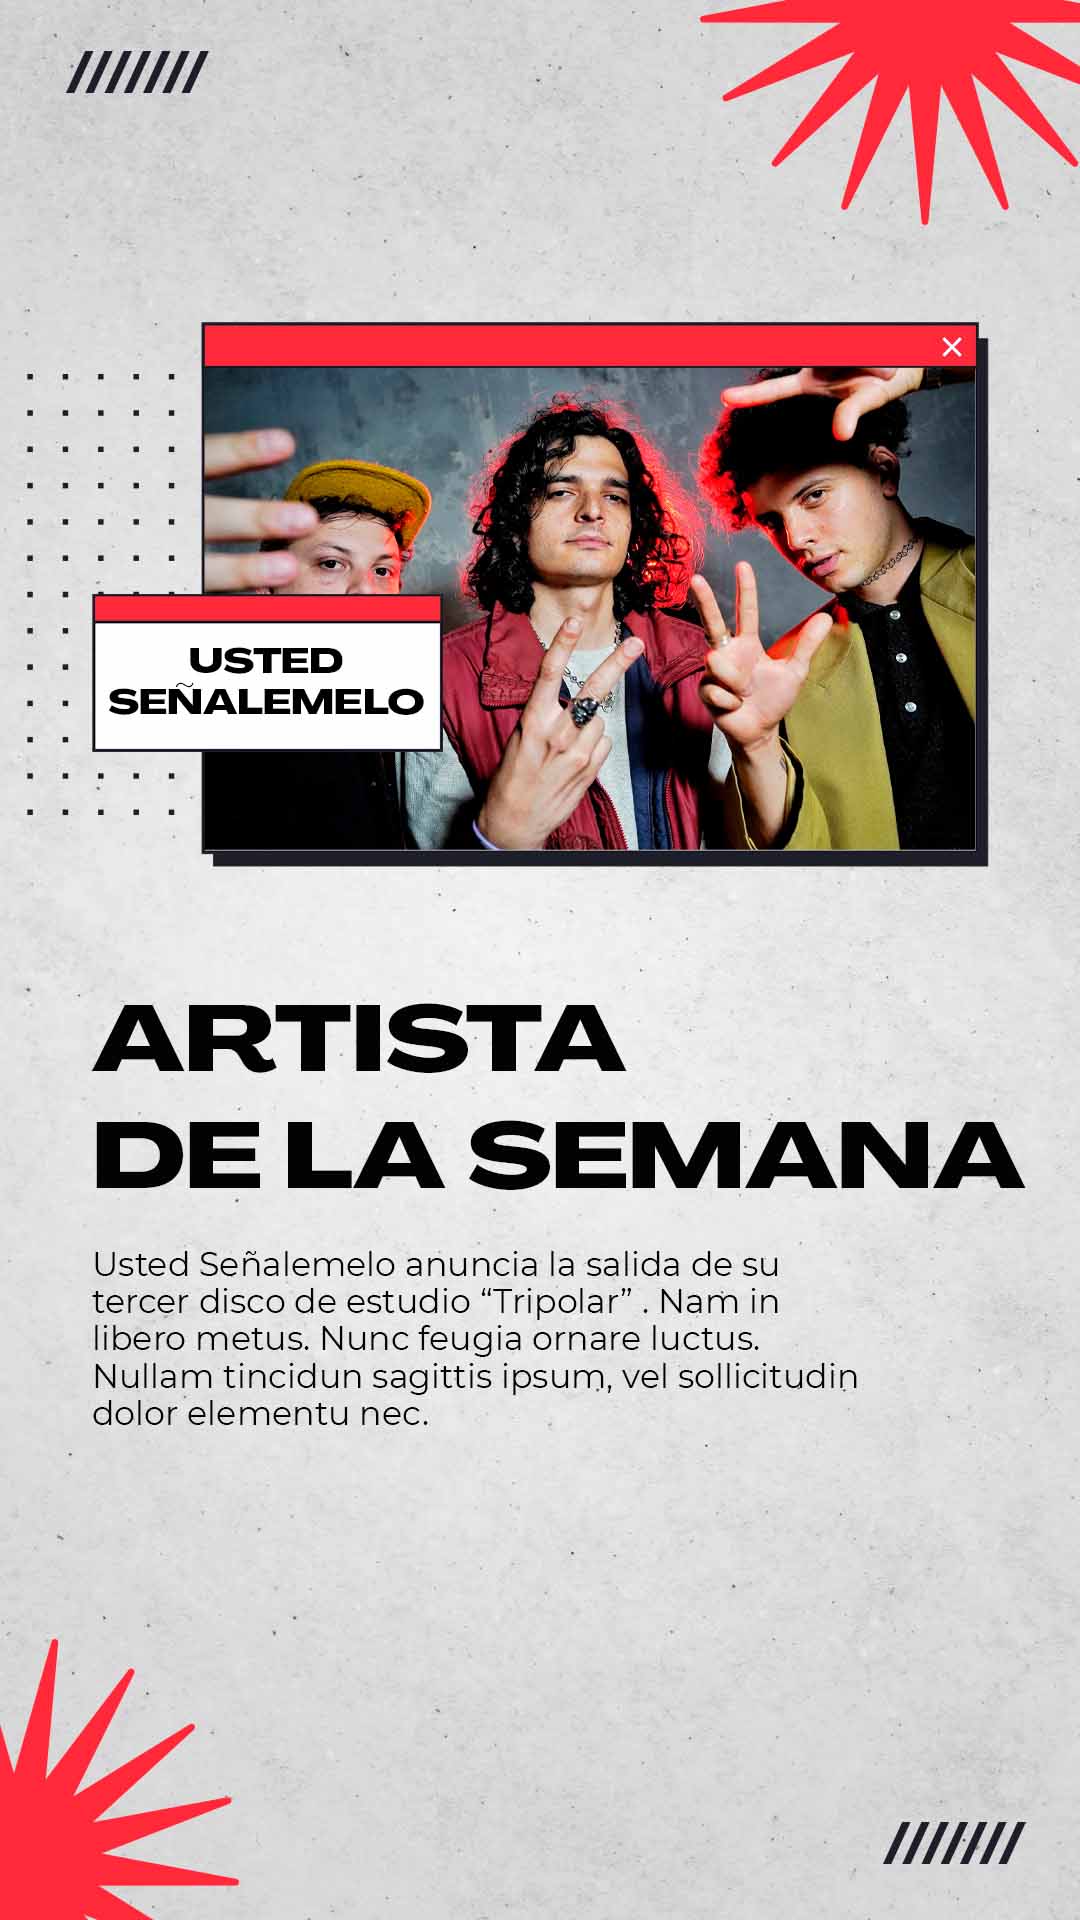 USTED
SEÑALEMELO
ARTISTA
DE LA SEMANA
Usted Señalemelo anuncia la salida de su
tercer disco de estudio “Tripolar” . Nam in
libero metus. Nunc feugia ornare luctus.
Nullam tincidun sagittis ipsum, vel sollicitudin
dolor elementu nec.